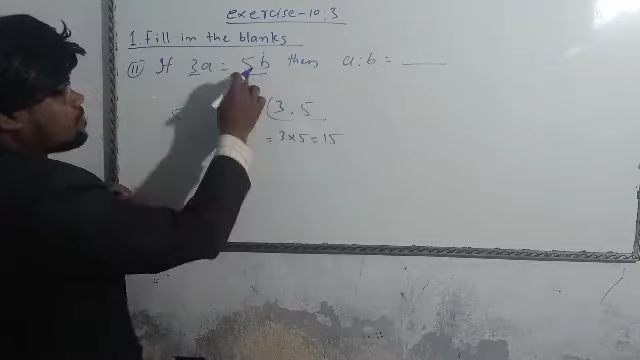 exercise-10:3
1. Fill in the blanks
(ii) If 3a = 5b then a:b = ____
3.5
= 3×5 = 15